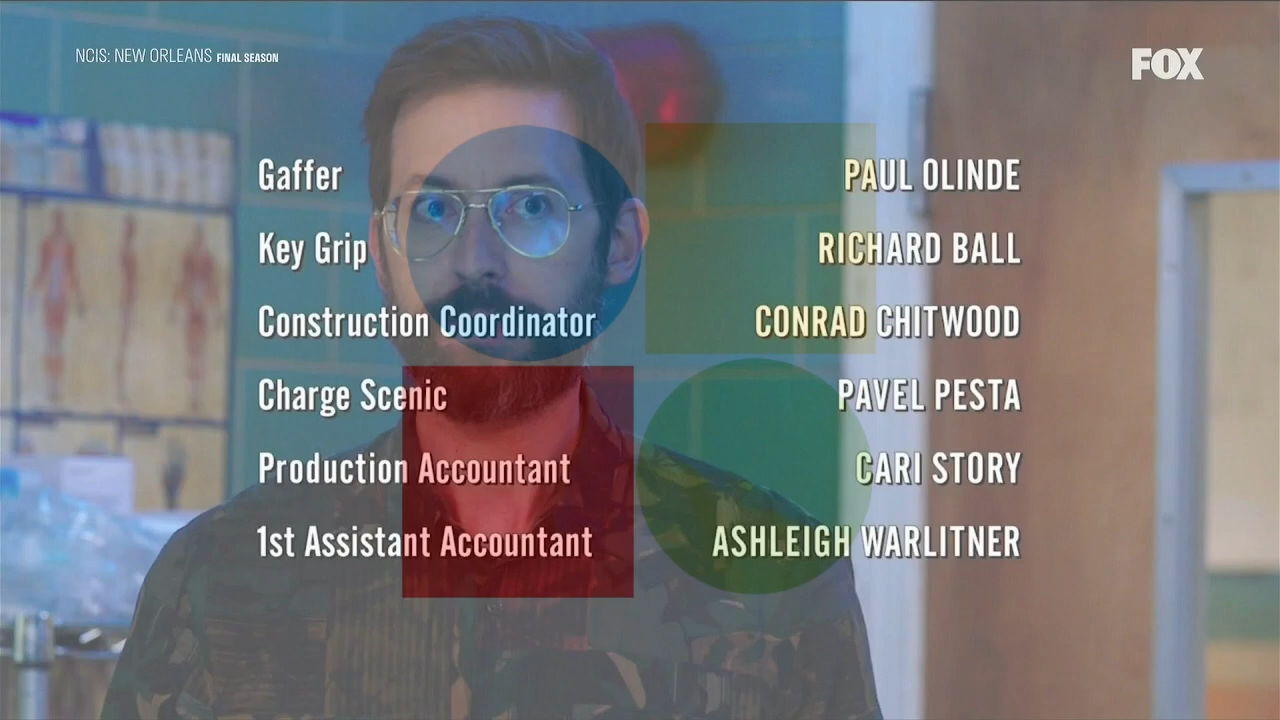 NCIS: NEW ORLEANS FINAL SEASON
FOX
Gaffer PAUL OLINDE
Key Grip RICHARD BALL
Construction Coordinator CONRAD CHITWOOD
Charge Scenic PAVEL PESTA
Production Accountant CARI STORY
1st Assistant Accountant ASHLEIGH WARLITNER